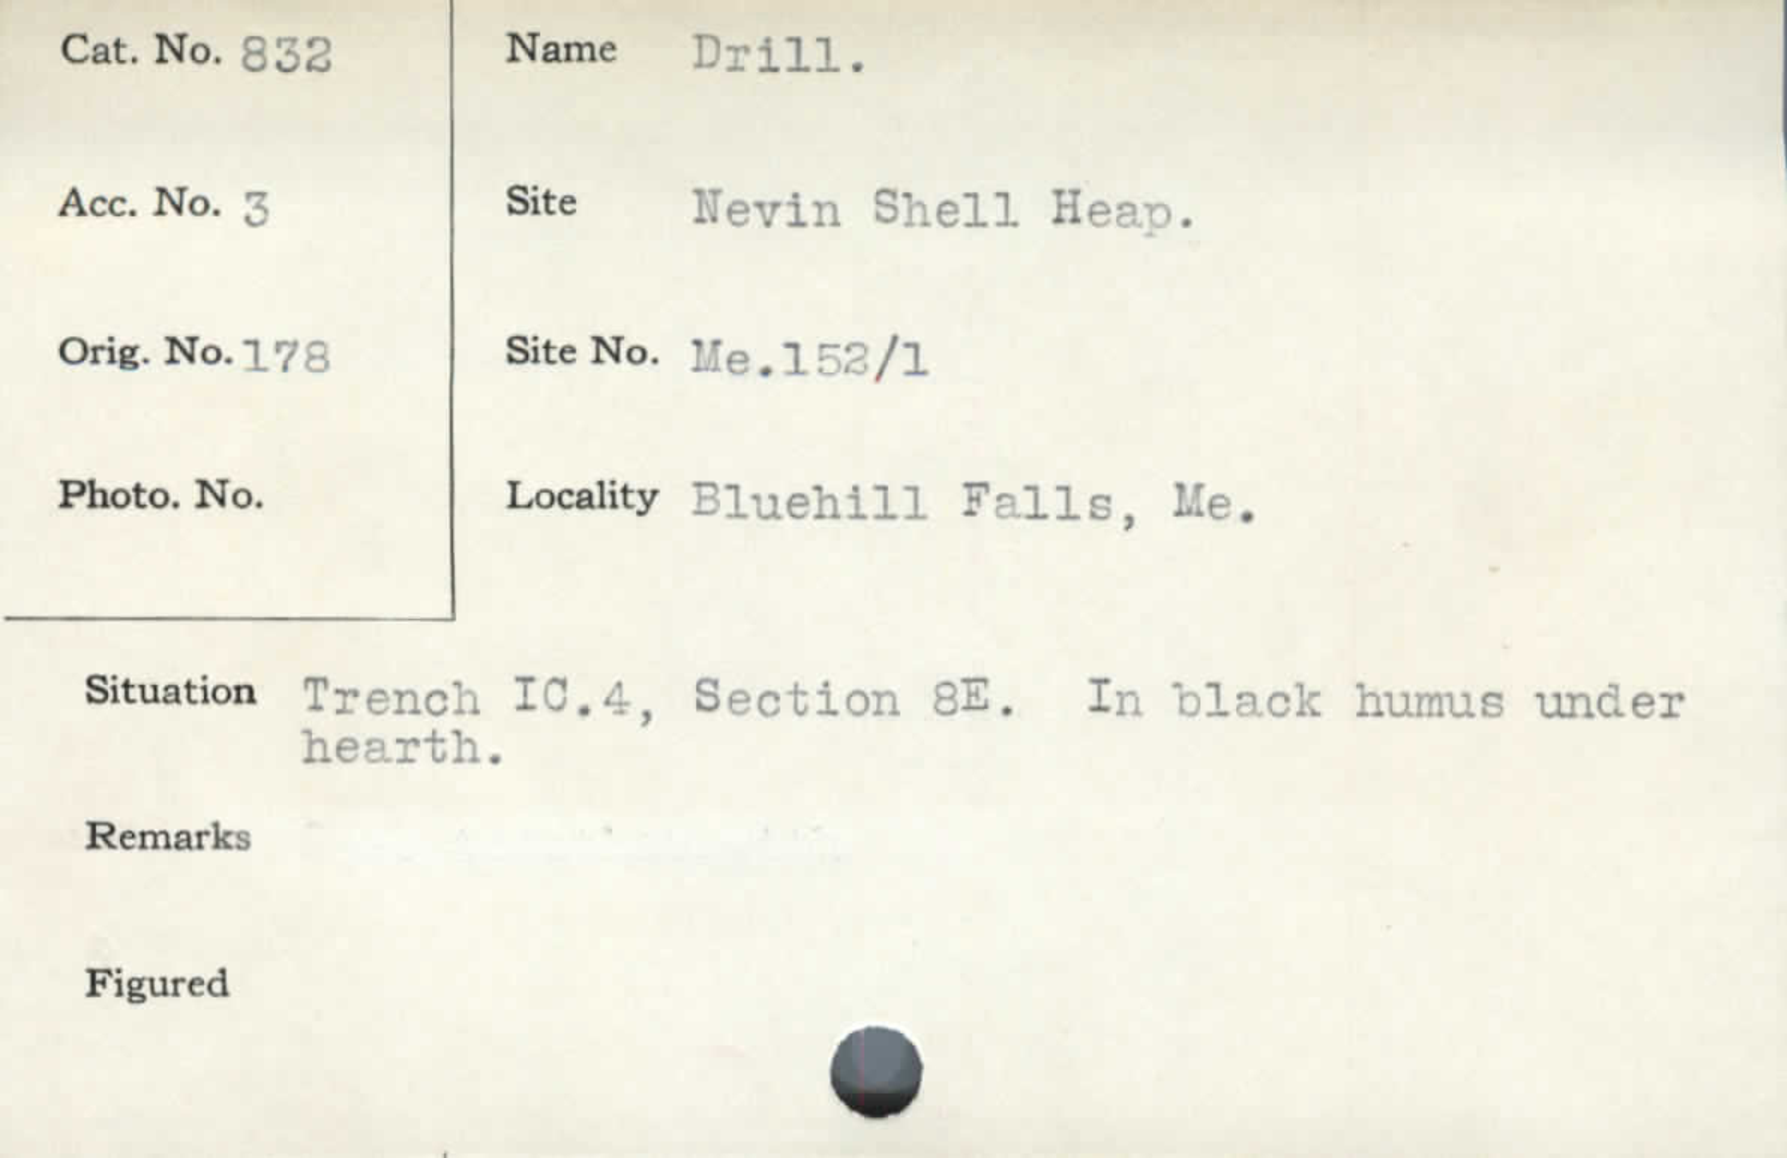 Cat. No. 832
Name Drill.
Acc. No. 3
Site Nevin Shell Heap.
Orig. No. 178
Site No. Me.152/1
Photo. No.
Locality Bluehill Falls, Me.
Situation Trench IC.4, Section 8E. In black humus under
hearth.
Remarks
Figured